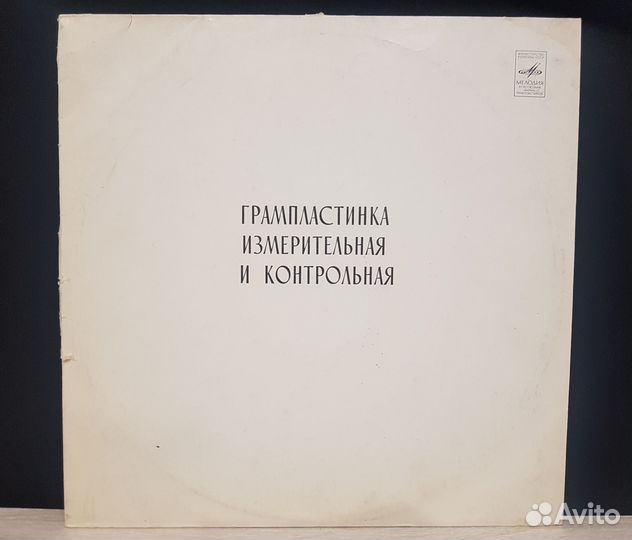 МЕЛОДИЯ
ГРАМПЛАСТИНКА
ИЗМЕРИТЕЛЬНАЯ
И КОНТРОЛЬНАЯ
Avito